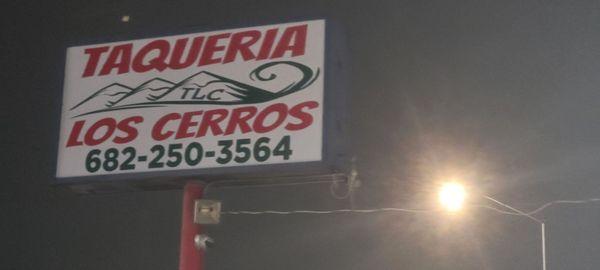 TAQUERIA
TLC
LOS CERROS
682-250-3564